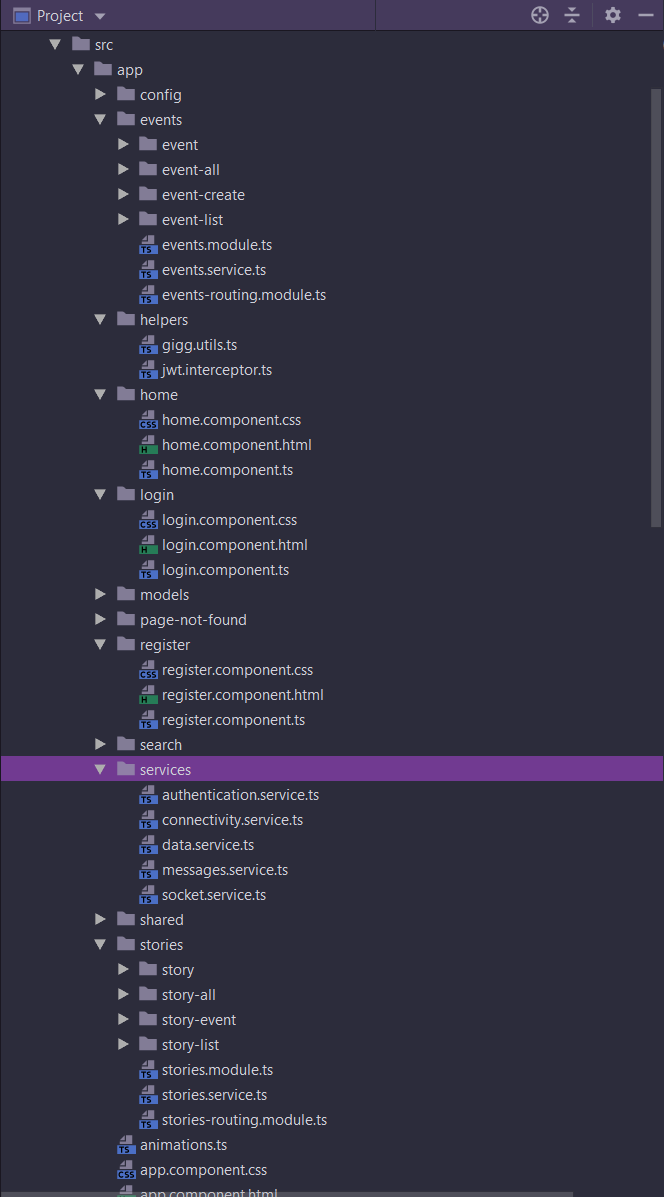 Project
src
app
config
events
event
event-all
event-create
event-list
TS events.module.ts
TS events.service.ts
TS events-routing.module.ts
helpers
TS gigg.utils.ts
TS jwt.interceptor.ts
home
CSS home.component.css
H home.component.html
TS home.component.ts
login
CSS login.component.css
H login.component.html
TS login.component.ts
models
page-not-found
register
CSS register.component.css
H register.component.html
TS register.component.ts
search
services
TS authentication.service.ts
TS connectivity.service.ts
TS data.service.ts
TS messages.service.ts
TS socket.service.ts
shared
stories
story
story-all
story-event
story-list
TS stories.module.ts
TS stories.service.ts
TS stories-routing.module.ts
TS animations.ts
CSS app.component.css
H app.component.html